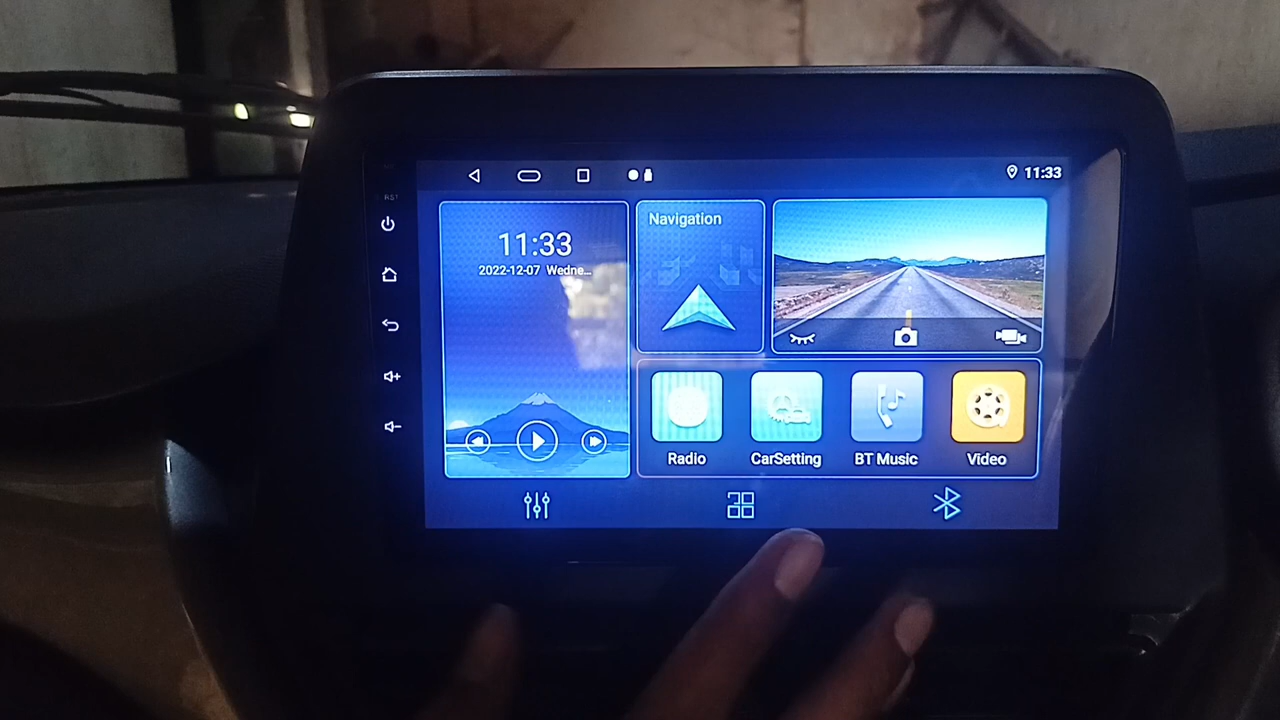 11:33
RST
11:33
2022-12-07 Wedne...
Navigation
Radio
CarSetting
BT Music
Video